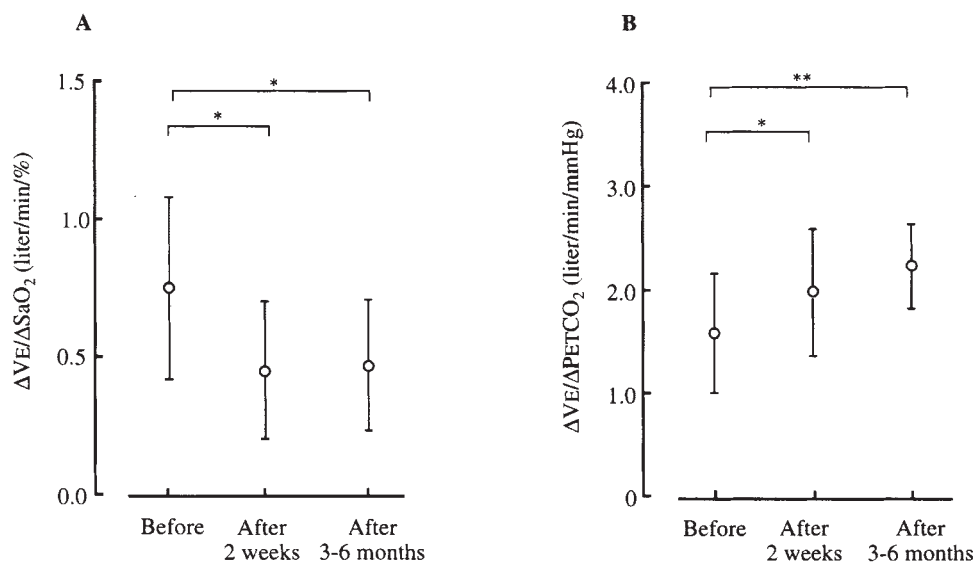 A
ΔVE/ΔSaO₂ (liter/min/%)
1.5
1.0
0.5
0.0
*
*
Before
After
2 weeks
After
3-6 months
B
ΔVE/ΔPETCO₂ (liter/min/mmHg)
4.0
3.0
2.0
1.0
0
**
*
Before
After
2 weeks
After
3-6 months